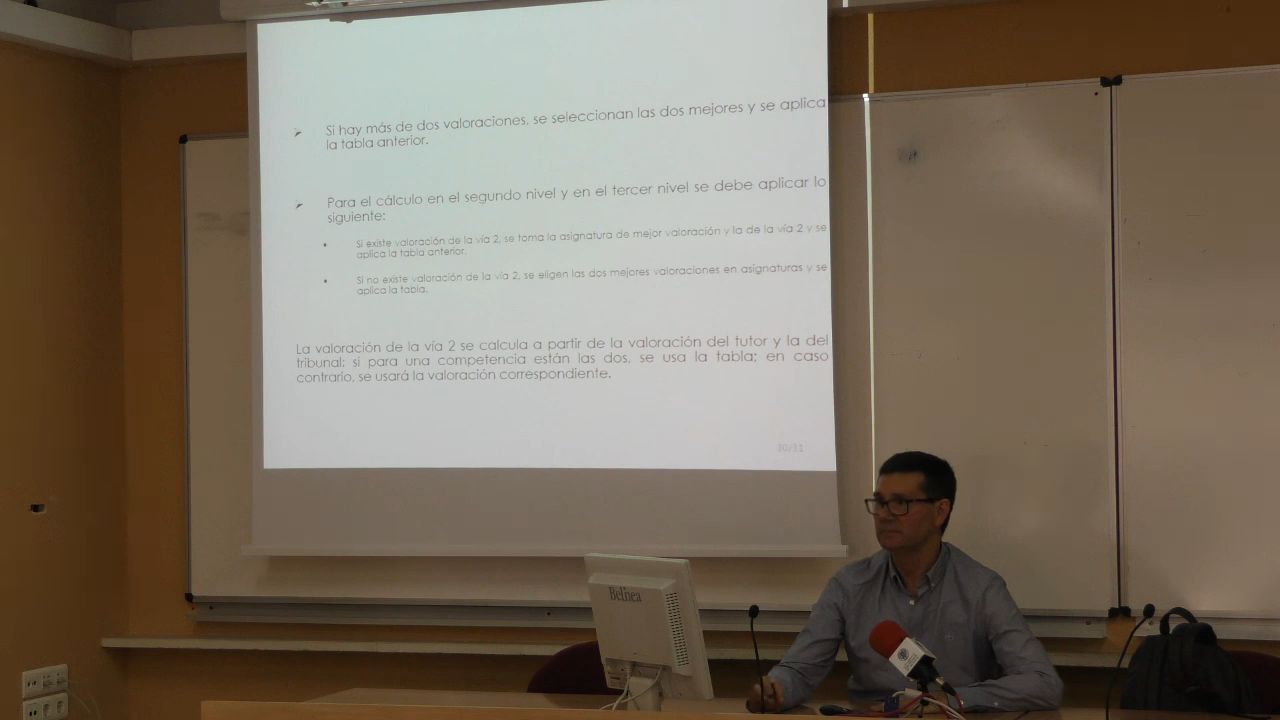 Si hay más de dos valoraciones, se seleccionan las dos mejores y se aplica
la tabla anterior.
Para el cálculo en el segundo nivel y en el tercer nivel se debe aplicar lo
siguiente:
Si existe valoración de la vía 2, se toma la asignatura de mejor valoración y la de la vía 2 y se
aplica la tabla anterior.
Si no existe valoración de la vía 2, se eligen las dos mejores valoraciones en asignaturas y se
aplica la tabla.
La valoración de la vía 2 se calcula a partir de la valoración del tutor y la del
tribunal: si para una competencia están las dos, se usa la tabla; en caso
contrario, se usará la valoración correspondiente.
30/31
Belinea